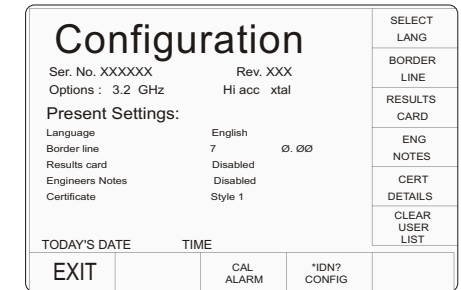 Configuration
Ser. No. XXXXXX Rev. XXX
Options : 3.2 GHz Hi acc xtal
Present Settings:
Language English
Border line 7 Ø. ØØ
Results card Disabled
Engineers Notes Disabled
Certificate Style 1
TODAY'S DATE TIME
SELECT
LANG
BORDER
LINE
RESULTS
CARD
ENG
NOTES
CERT
DETAILS
CLEAR
USER
LIST
EXIT
CAL
ALARM
*IDN?
CONFIG